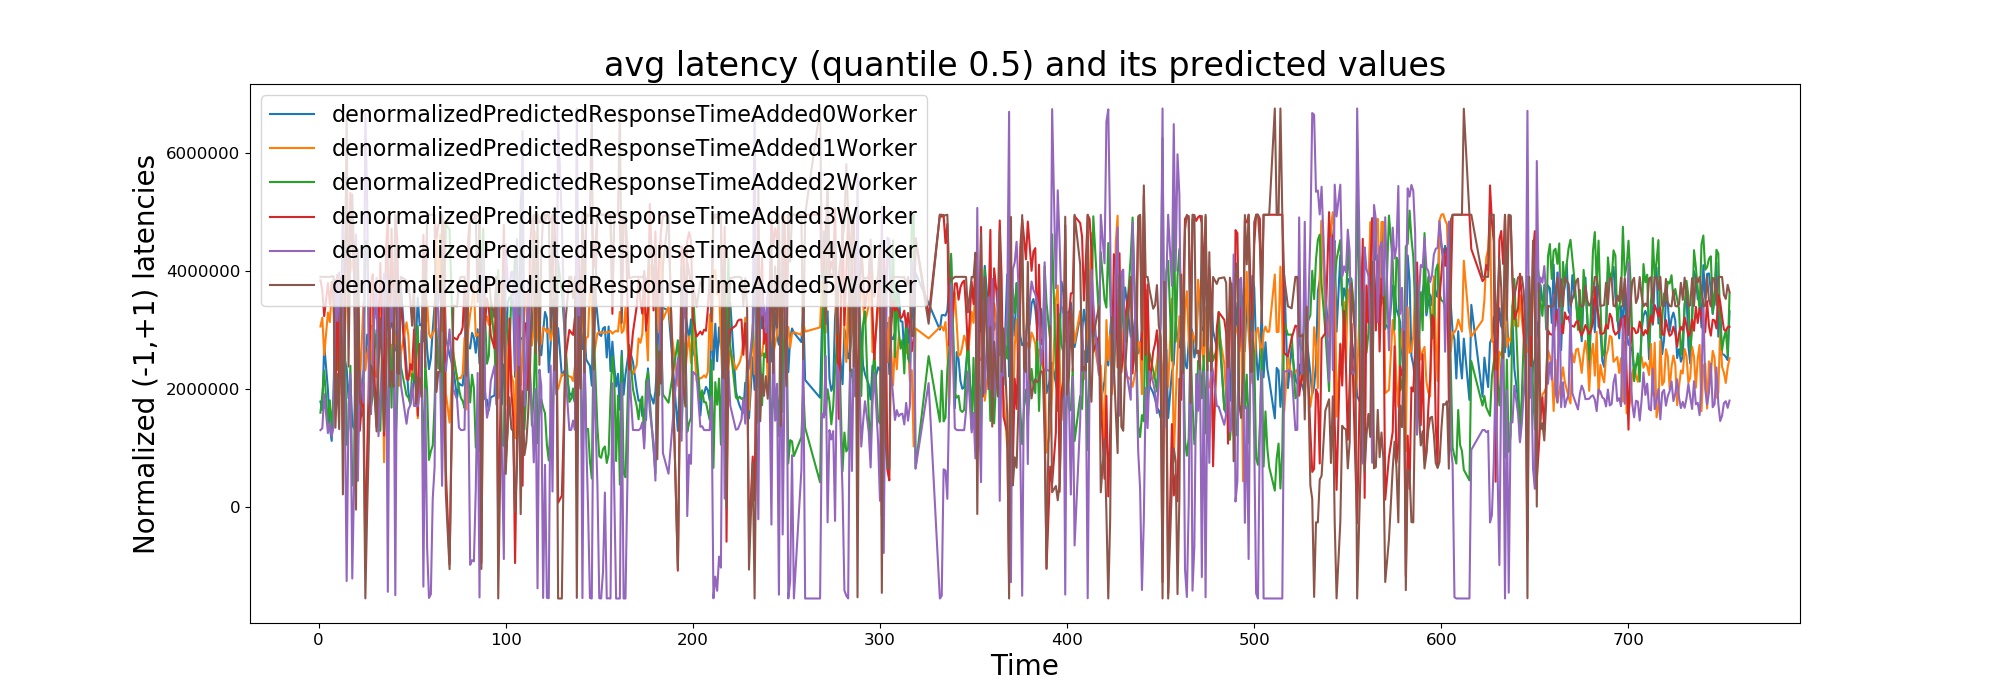 avg latency (quantile 0.5) and its predicted values
denormalizedPredictedResponseTimeAdded0Worker
denormalizedPredictedResponseTimeAdded1Worker
denormalizedPredictedResponseTimeAdded2Worker
denormalizedPredictedResponseTimeAdded3Worker
denormalizedPredictedResponseTimeAdded4Worker
denormalizedPredictedResponseTimeAdded5Worker
Normalized (-1,+1) latencies
6000000
4000000
2000000
0
0 100 200 300 400 500 600 700
Time